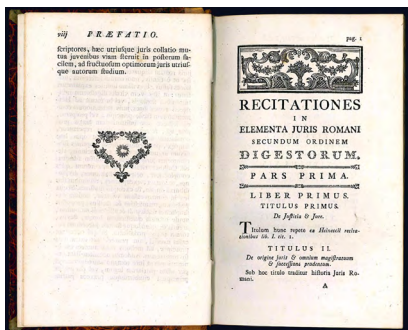 viij PRÆFATIO.
scriptores, hæc utriusque juris collatio mu-
tua juvenibus viam sternit in posterum fa-
cilem, ad fructuosum optimorum juris utrius-
que autorum studium.
pag. 1
RECITATIONES
IN
ELEMENTA JURIS ROMANI
SECUNDUM ORDINEM
DIGESTORUM.
PARS PRIMA.
LIBER PRIMUS.
TITULUS PRIMUS.
De Justitia & Jure.
Titulum hunc repete ex Heineccii recita-
tionibus lib. I. tit. 1.
TITULUS II.
De origine juris & omnium magistratuum
& successione prudentum.
Sub hoc titulo traditur historia Juris Ro-
mani.
A